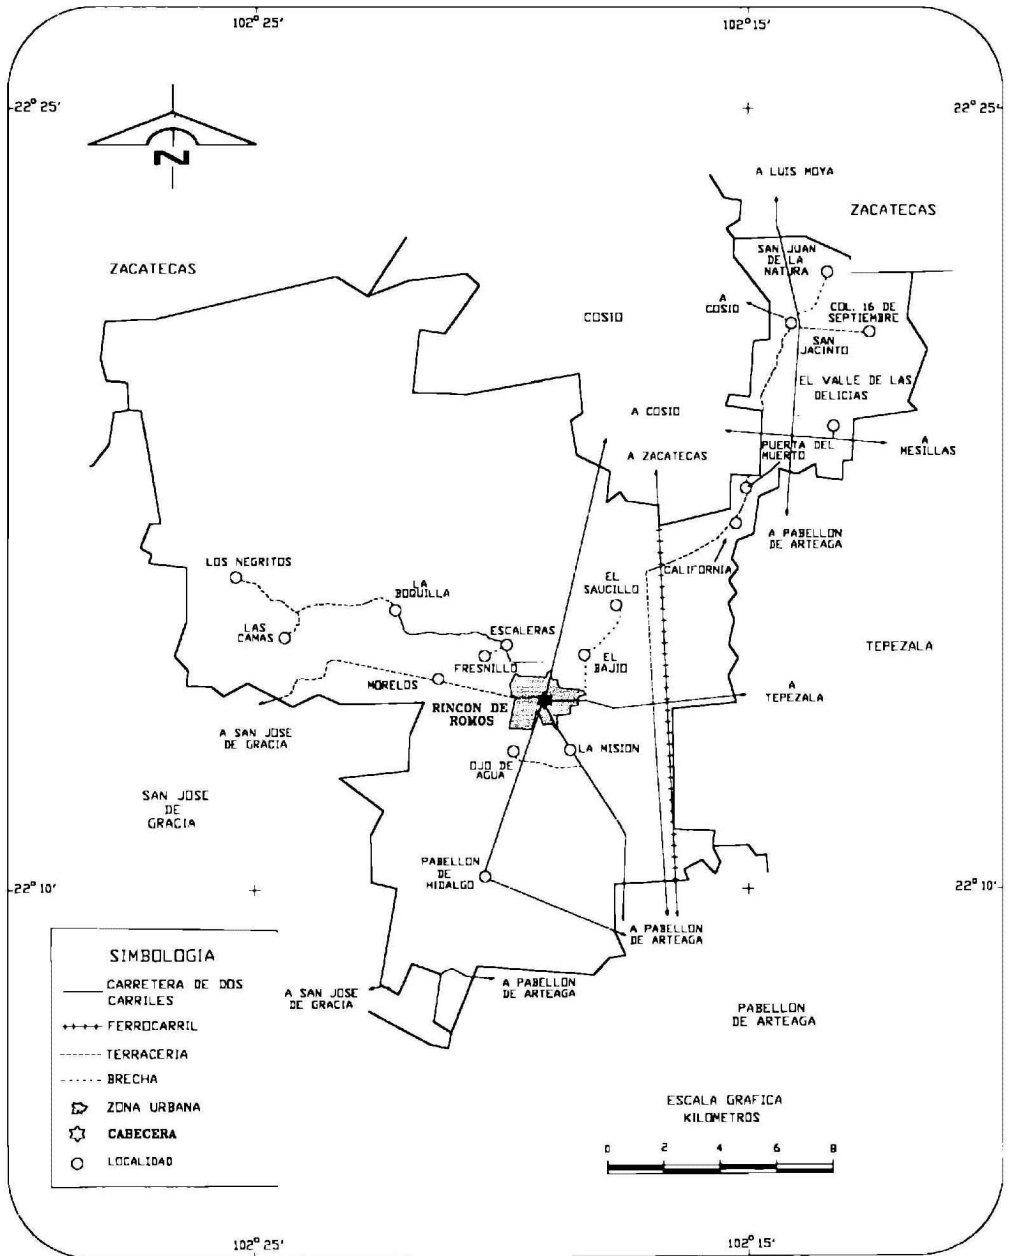 102° 25'
102° 15'
22° 25'
22° 25'
N
A LUIS MOYA
ZACATECAS
ZACATECAS
SAN JUAN
DE LA
NATURA
A
COSIO
COL. 16 DE
SEPTIEMBRE
COSIO
SAN
JACINTO
EL VALLE DE LAS
DELICIAS
A COSIO
A
MESILLAS
A ZACATECAS
PUERTA DEL
MUERTO
A PABELLON
DE ARTEAGA
CALIFORNIA
LOS NEGRITOS
LA
BOQUILLA
EL
SAUCILLO
LAS
CAMAS
ESCALERAS
FRESNILLO
EL
BAJIO
TEPEZALA
MORELOS
A
TEPEZALA
RINCON DE
ROMOS
A SAN JOSE
DE GRACIA
OJO DE
AGUA
LA MISION
SAN JOSE
DE
GRACIA
PABELLON
DE
HIDALGO
22° 10'
22° 10'
A PABELLON
DE ARTEAGA
A SAN JOSE
DE GRACIA
A PABELLON
DE ARTEAGA
PABELLON
DE ARTEAGA
SIMBOLOGIA
CARRETERA DE DOS
CARRILES
FERROCARRIL
TERRACERIA
BRECHA
ZONA URBANA
CABECERA
LOCALIDAD
ESCALA GRAFICA
KILOMETROS
0 2 4 6 8
102° 25'
102° 15'